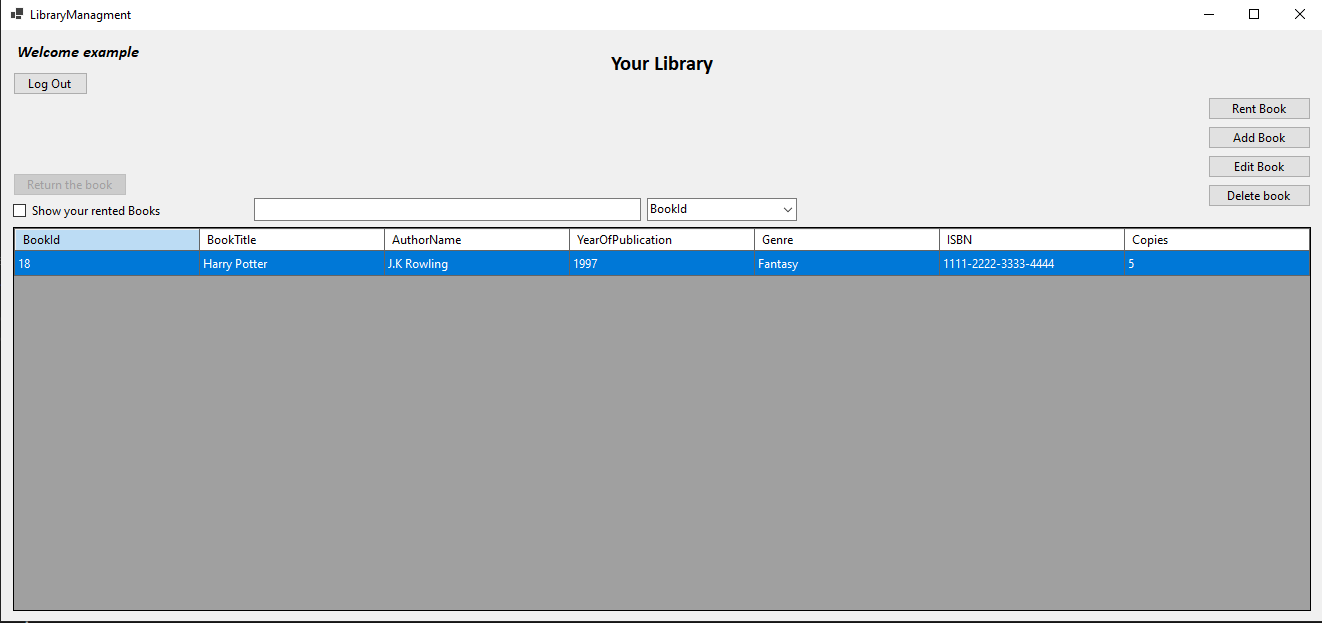 LibraryManagment
Welcome example
Your Library
Log Out
Rent Book
Add Book
Edit Book
Return the book
Delete book
Show your rented Books
BookId
BookId BookTitle AuthorName YearOfPublication Genre ISBN Copies
18 Harry Potter J.K Rowling 1997 Fantasy 1111-2222-3333-4444 5